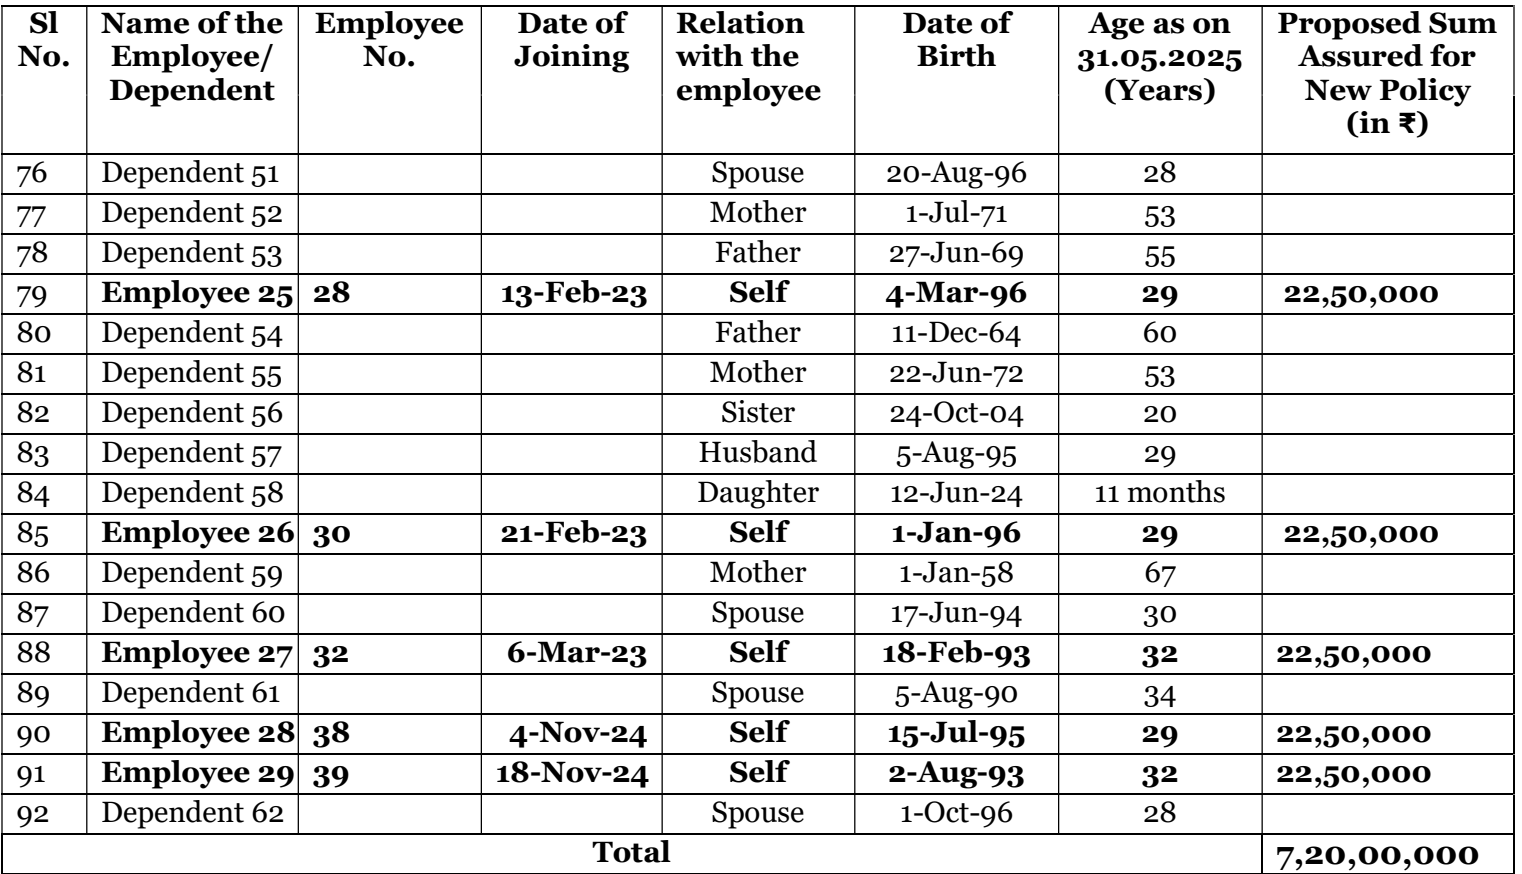 Sl No. | Name of the Employee/ Dependent | Employee No. | Date of Joining | Relation with the employee | Date of Birth | Age as on 31.05.2025 (Years) | Proposed Sum Assured for New Policy (in ₹)
76 | Dependent 51 | | | Spouse | 20-Aug-96 | 28 |
77 | Dependent 52 | | | Mother | 1-Jul-71 | 53 |
78 | Dependent 53 | | | Father | 27-Jun-69 | 55 |
79 | Employee 25 | 28 | 13-Feb-23 | Self | 4-Mar-96 | 29 | 22,50,000
80 | Dependent 54 | | | Father | 11-Dec-64 | 60 |
81 | Dependent 55 | | | Mother | 22-Jun-72 | 53 |
82 | Dependent 56 | | | Sister | 24-Oct-04 | 20 |
83 | Dependent 57 | | | Husband | 5-Aug-95 | 29 |
84 | Dependent 58 | | | Daughter | 12-Jun-24 | 11 months |
85 | Employee 26 | 30 | 21-Feb-23 | Self | 1-Jan-96 | 29 | 22,50,000
86 | Dependent 59 | | | Mother | 1-Jan-58 | 67 |
87 | Dependent 60 | | | Spouse | 17-Jun-94 | 30 |
88 | Employee 27 | 32 | 6-Mar-23 | Self | 18-Feb-93 | 32 | 22,50,000
89 | Dependent 61 | | | Spouse | 5-Aug-90 | 34 |
90 | Employee 28 | 38 | 4-Nov-24 | Self | 15-Jul-95 | 29 | 22,50,000
91 | Employee 29 | 39 | 18-Nov-24 | Self | 2-Aug-93 | 32 | 22,50,000
92 | Dependent 62 | | | Spouse | 1-Oct-96 | 28 |
Total | 7,20,00,000